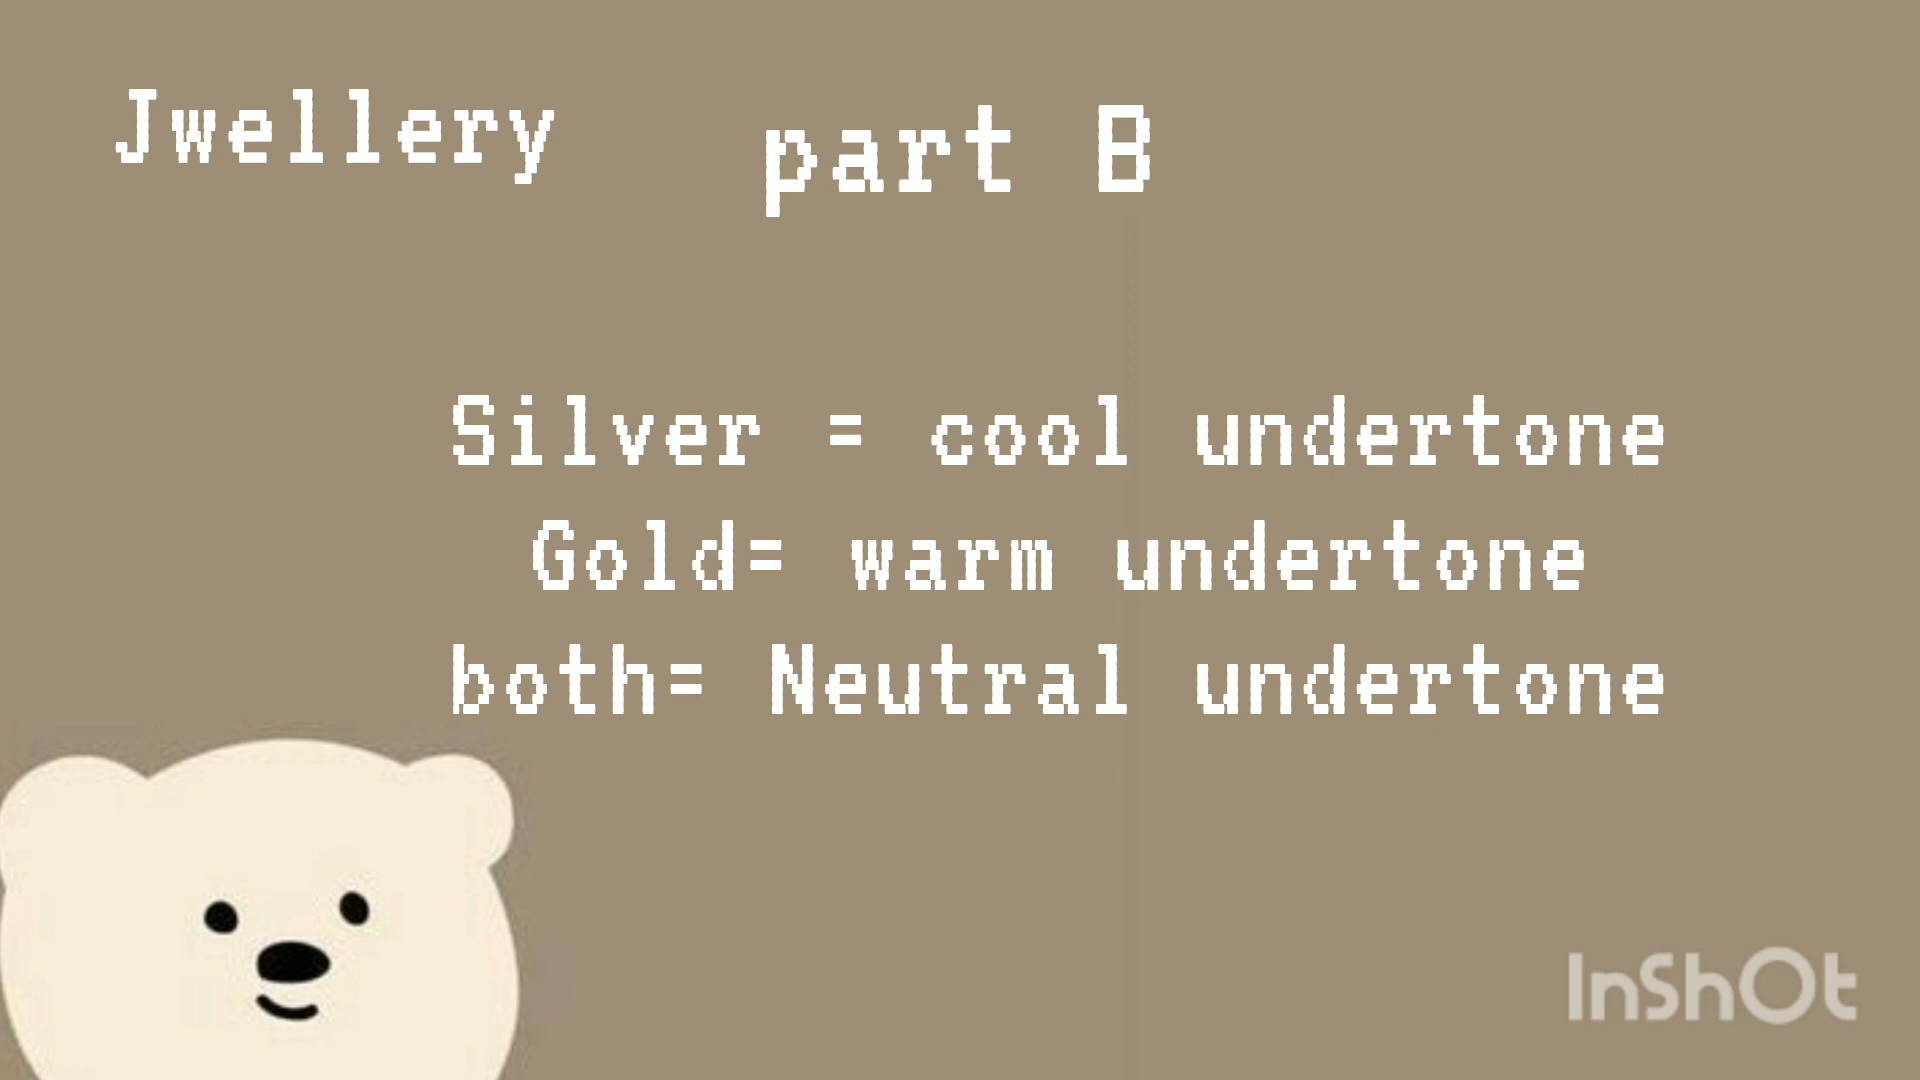 Jwellery part B
Silver = cool undertone
Gold= warm undertone
both= Neutral undertone
InShOt